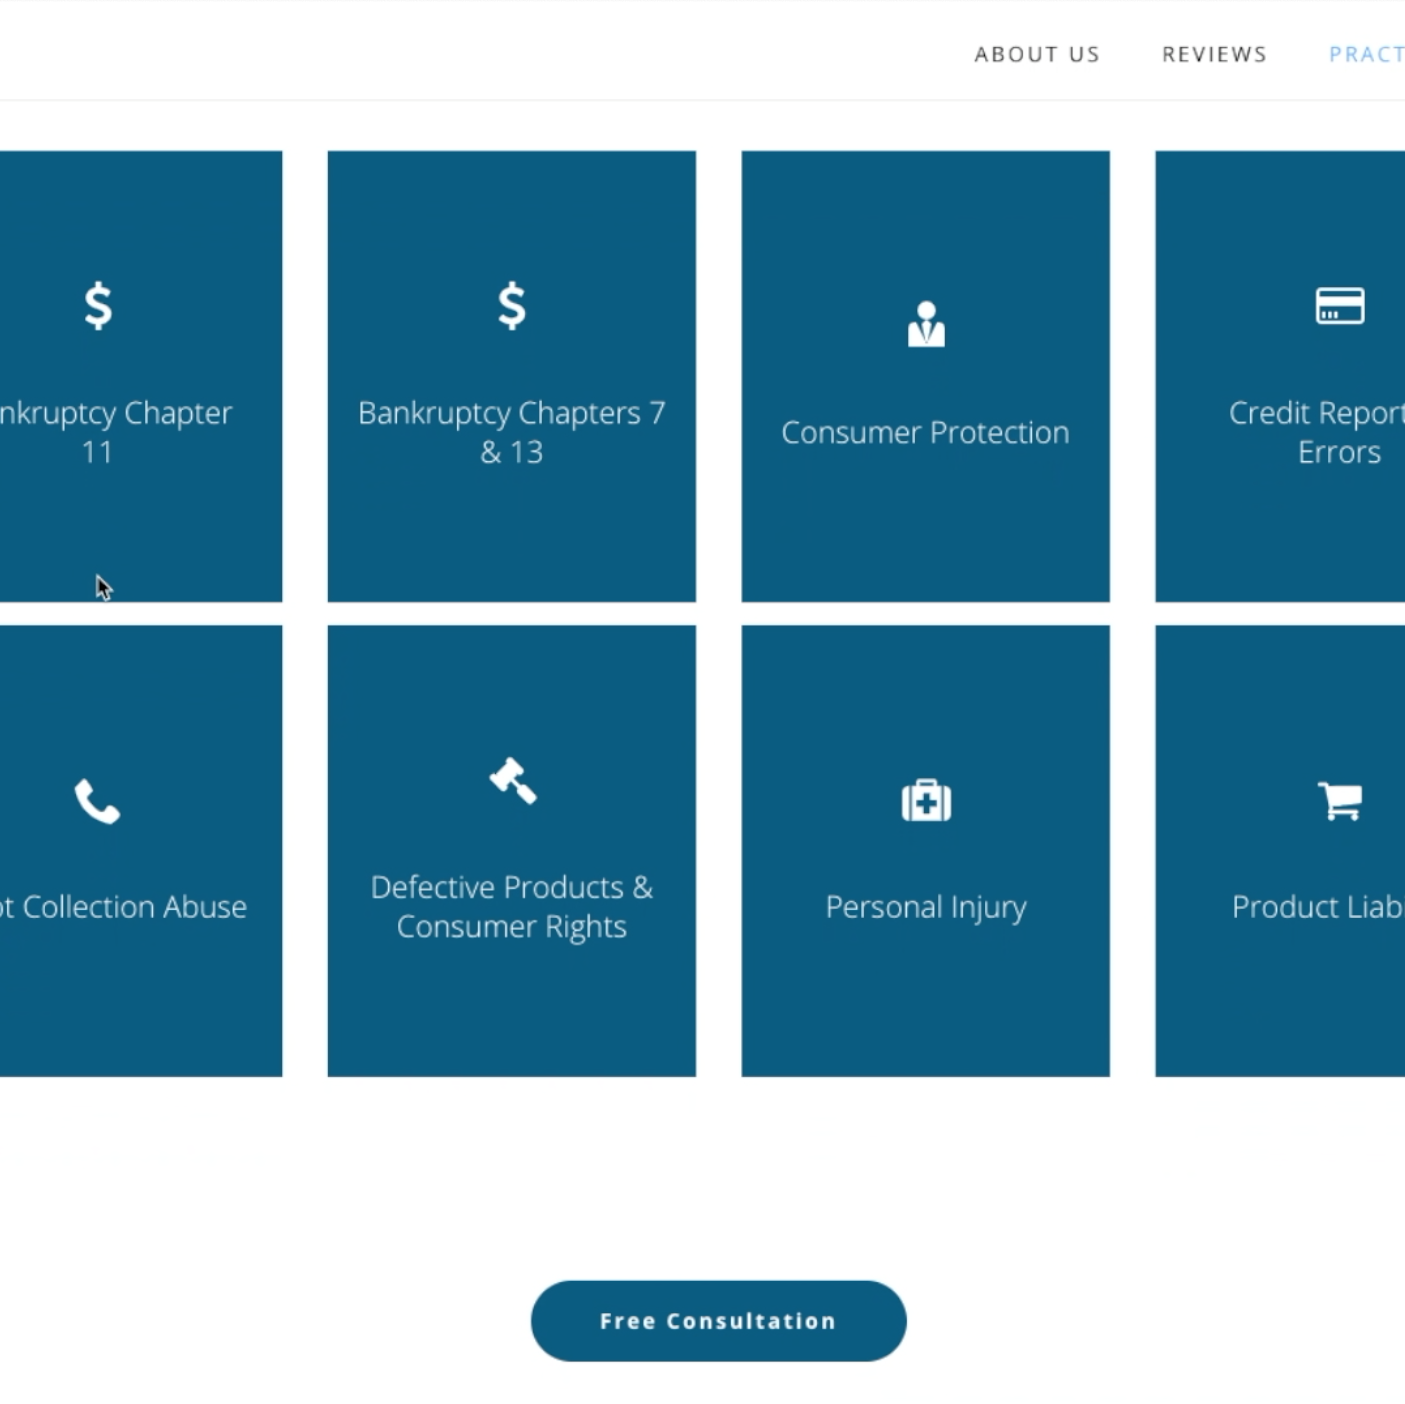 ABOUT US REVIEWS PRACT
nkruptcy Chapter
11
Bankruptcy Chapters 7
& 13
Consumer Protection
Credit Report
Errors
t Collection Abuse
Defective Products &
Consumer Rights
Personal Injury
Product Liab
Free Consultation